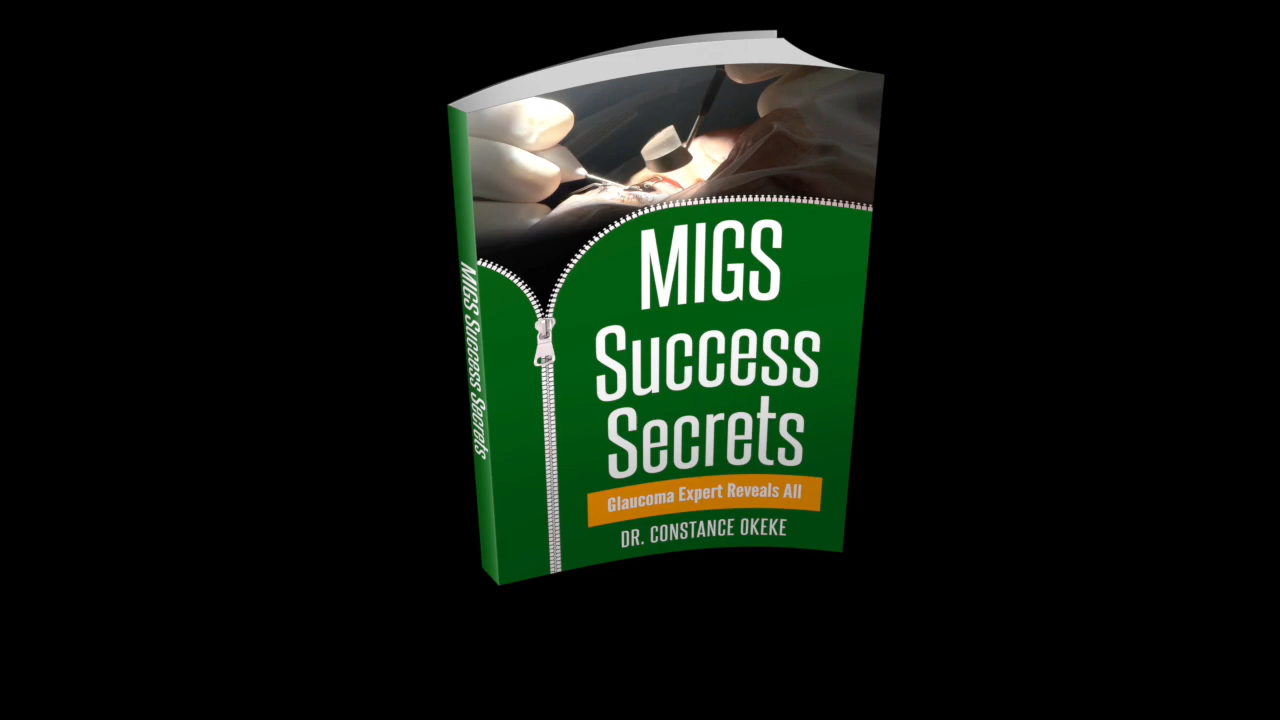 MIGS
Success
Secrets
Glaucoma Expert Reveals All
DR. CONSTANCE OKEKE
MIGS Success Secrets